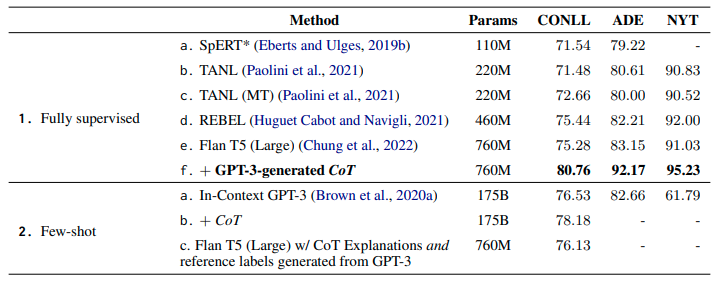 Method Params CONLL ADE NYT
a. SpERT* (Eberts and Ulges, 2019b) 110M 71.54 79.22 -
b. TANL (Paolini et al., 2021) 220M 71.48 80.61 90.83
c. TANL (MT) (Paolini et al., 2021) 220M 72.66 80.00 90.52
1. Fully supervised d. REBEL (Huguet Cabot and Navigli, 2021) 460M 75.44 82.21 92.00
e. Flan T5 (Large) (Chung et al., 2022) 760M 75.28 83.15 91.03
f. + GPT-3-generated CoT 760M 80.76 92.17 95.23
a. In-Context GPT-3 (Brown et al., 2020a) 175B 76.53 82.66 61.79
2. Few-shot b. + CoT 175B 78.18 - -
c. Flan T5 (Large) w/ CoT Explanations and 760M 76.13 - -
reference labels generated from GPT-3